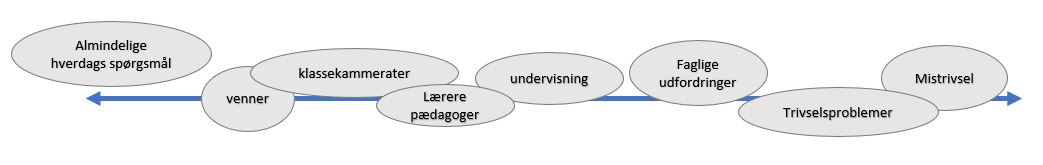 Almindelige
hverdags spørgsmål
venner
klassekammerater
Lærere
pædagoger
undervisning
Faglige
udfordringer
Trivselsproblemer
Mistrivsel